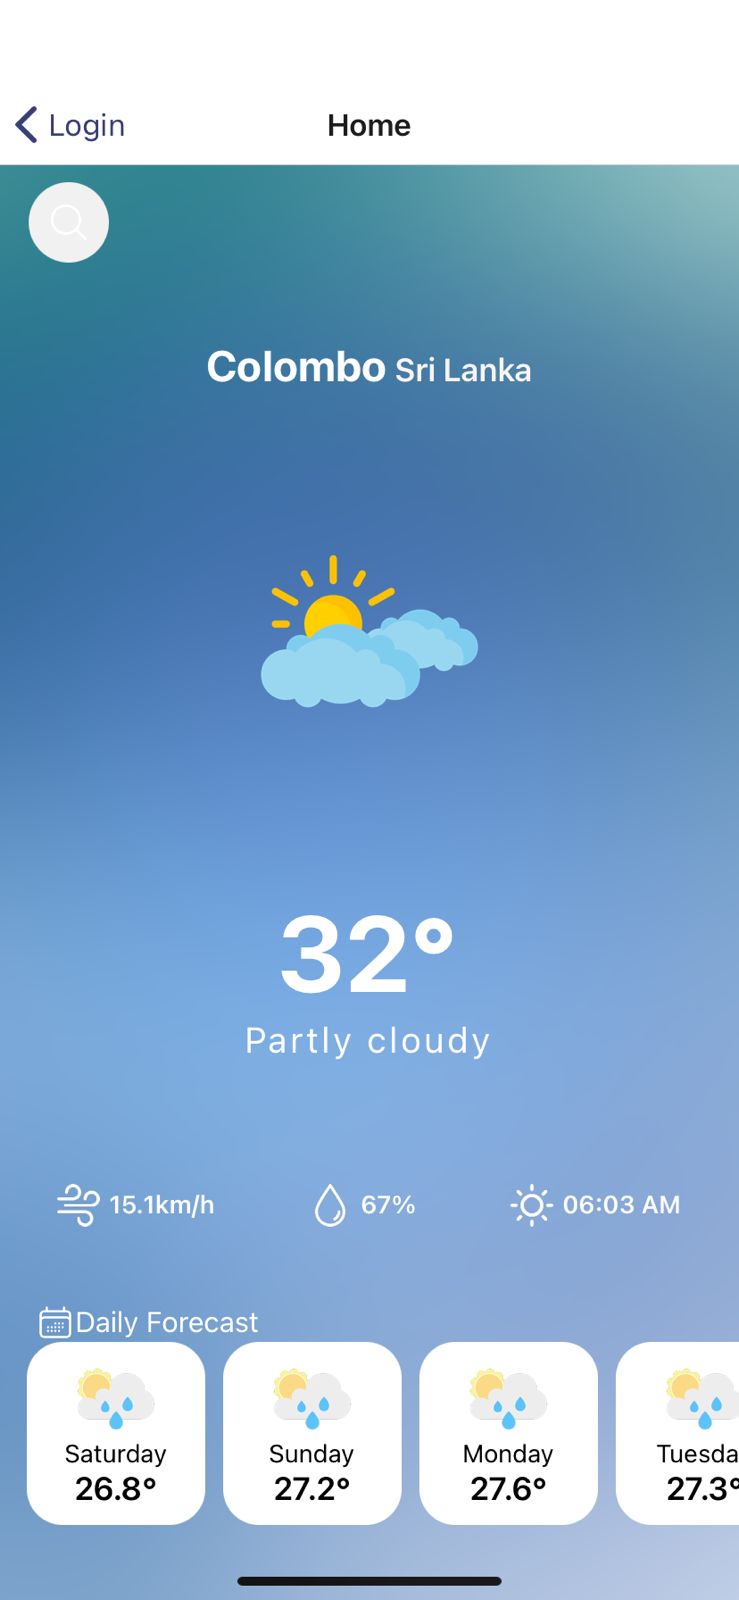 Login
Home
Colombo Sri Lanka
32°
Partly cloudy
15.1km/h
67%
06:03 AM
Daily Forecast
Saturday
26.8°
Sunday
27.2°
Monday
27.6°
Tuesda
27.3°